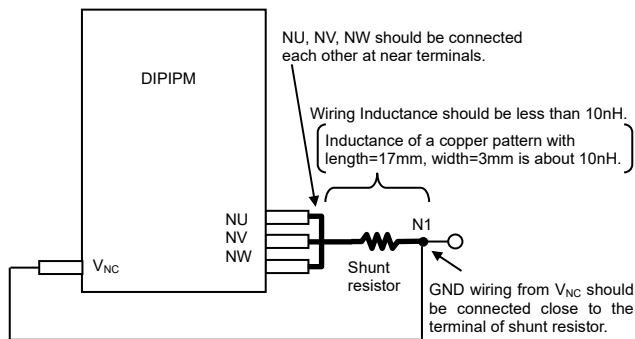 NU, NV, NW should be connected
each other at near terminals.
DIPIPM
Wiring Inductance should be less than 10nH.
Inductance of a copper pattern with
length=17mm, width=3mm is about 10nH.
NU
NV
NW
N1
VNC
Shunt
resistor
GND wiring from VNC should
be connected close to the
terminal of shunt resistor.